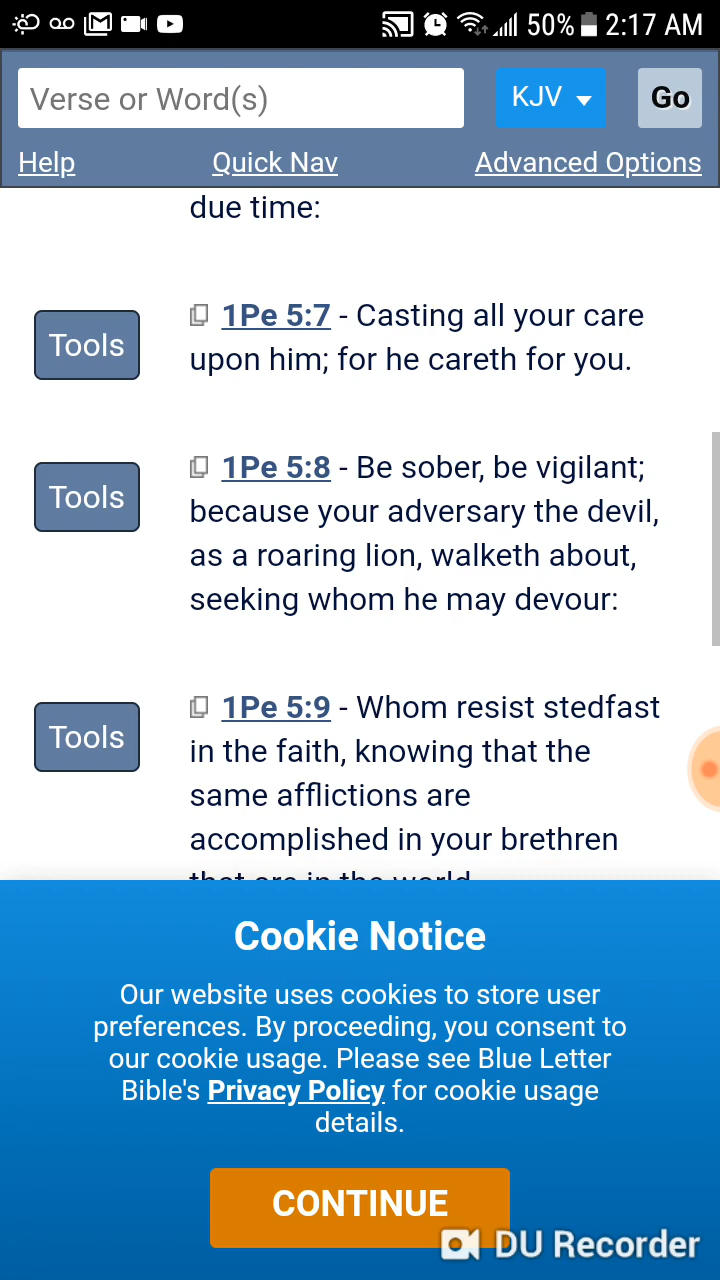 50% 2:17 AM
Verse or Word(s) KJV Go
Help Quick Nav Advanced Options
due time:
Tools
1Pe 5:7 - Casting all your care
upon him; for he careth for you.
Tools
1Pe 5:8 - Be sober, be vigilant;
because your adversary the devil,
as a roaring lion, walketh about,
seeking whom he may devour:
Tools
1Pe 5:9 - Whom resist stedfast
in the faith, knowing that the
same afflictions are
accomplished in your brethren
that are in the world
Cookie Notice
Our website uses cookies to store user
preferences. By proceeding, you consent to
our cookie usage. Please see Blue Letter
Bible's Privacy Policy for cookie usage
details.
CONTINUE
DU Recorder